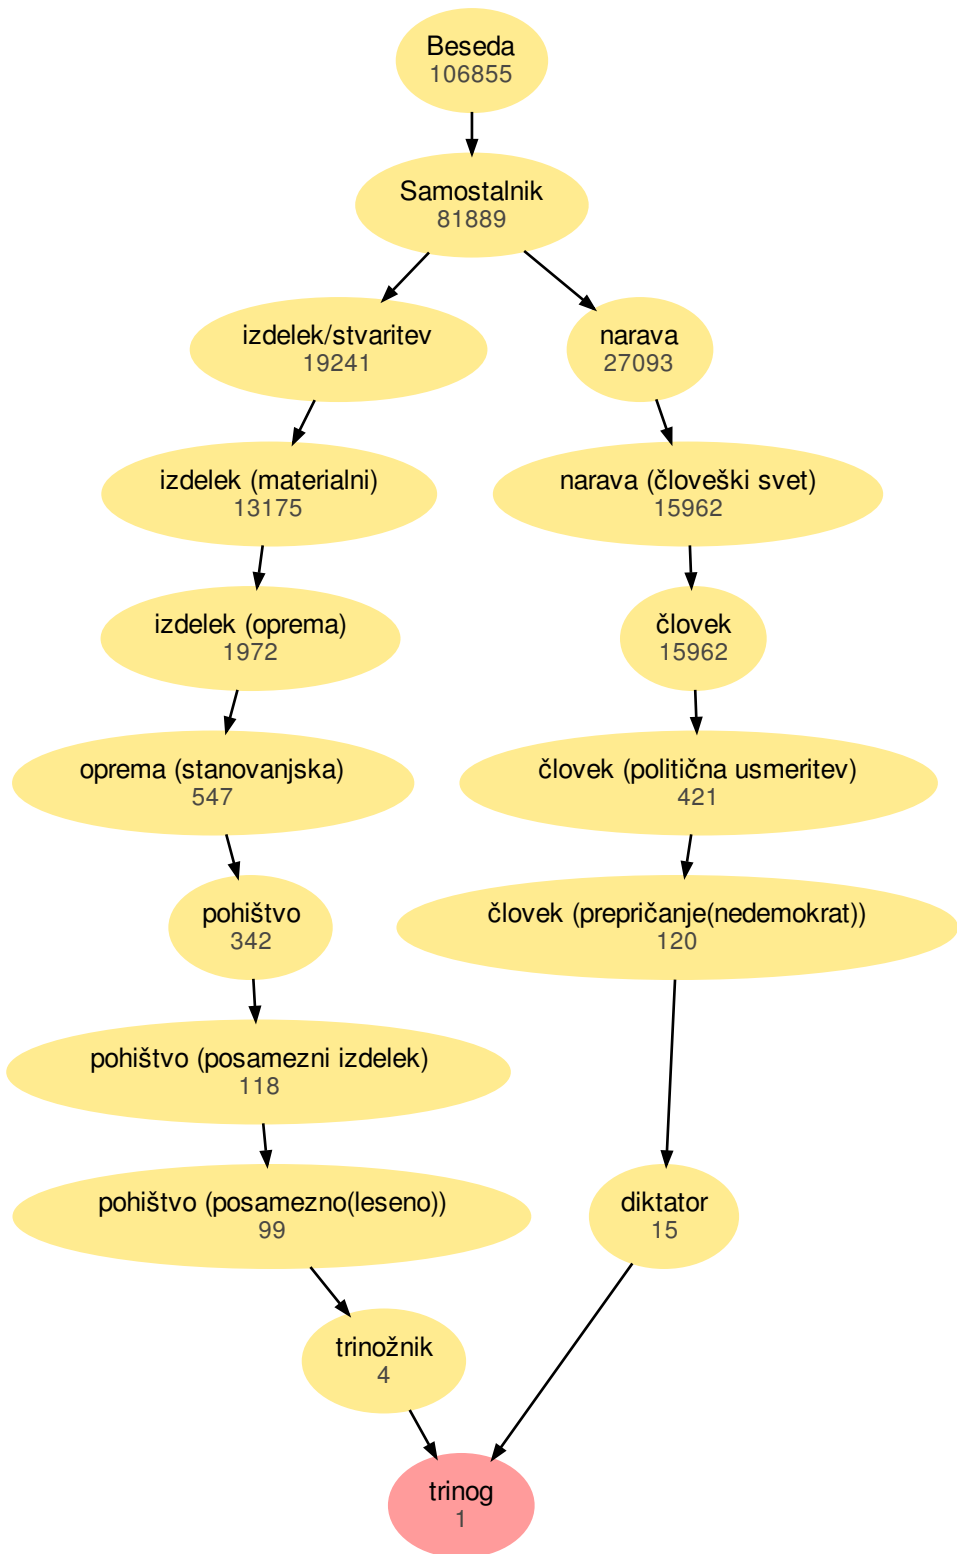 Beseda
106855
Samostalnik
81889
izdelek/stvaritev
19241
narava
27093
izdelek (materialni)
13175
narava (človeški svet)
15962
izdelek (oprema)
1972
človek
15962
oprema (stanovanjska)
547
človek (politična usmeritev)
421
pohištvo
342
človek (prepričanje(nedemokrat))
120
pohištvo (posamezni izdelek)
118
pohištvo (posamezno(leseno))
99
diktator
15
trinožnik
4
trinog
1